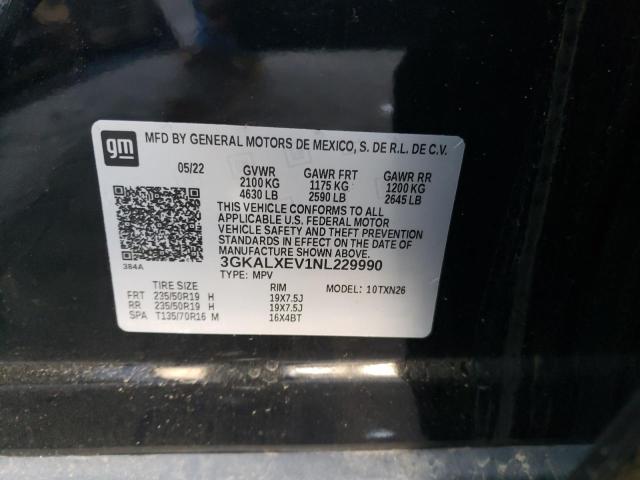 gm
MFD BY GENERAL MOTORS DE MEXICO, S. DE R.L. DE C.V.
05/22 GVWR GAWR FRT GAWR RR
2100 KG 1175 KG 1200 KG
4630 LB 2590 LB 2645 LB
THIS VEHICLE CONFORMS TO ALL
APPLICABLE U.S. FEDERAL MOTOR
VEHICLE SAFETY AND THEFT PREVENTION
STANDARDS IN EFFECT ON THE DATE OF
MANUFACTURE SHOWN ABOVE.
384A 3GKALXEV1NL229990
TYPE: MPV
TIRE SIZE RIM MODEL: 10TXN26
FRT 235/50R19 H 19X7.5J
RR 235/50R19 H 19X7.5J
SPA T135/70R16 M 16X4BT